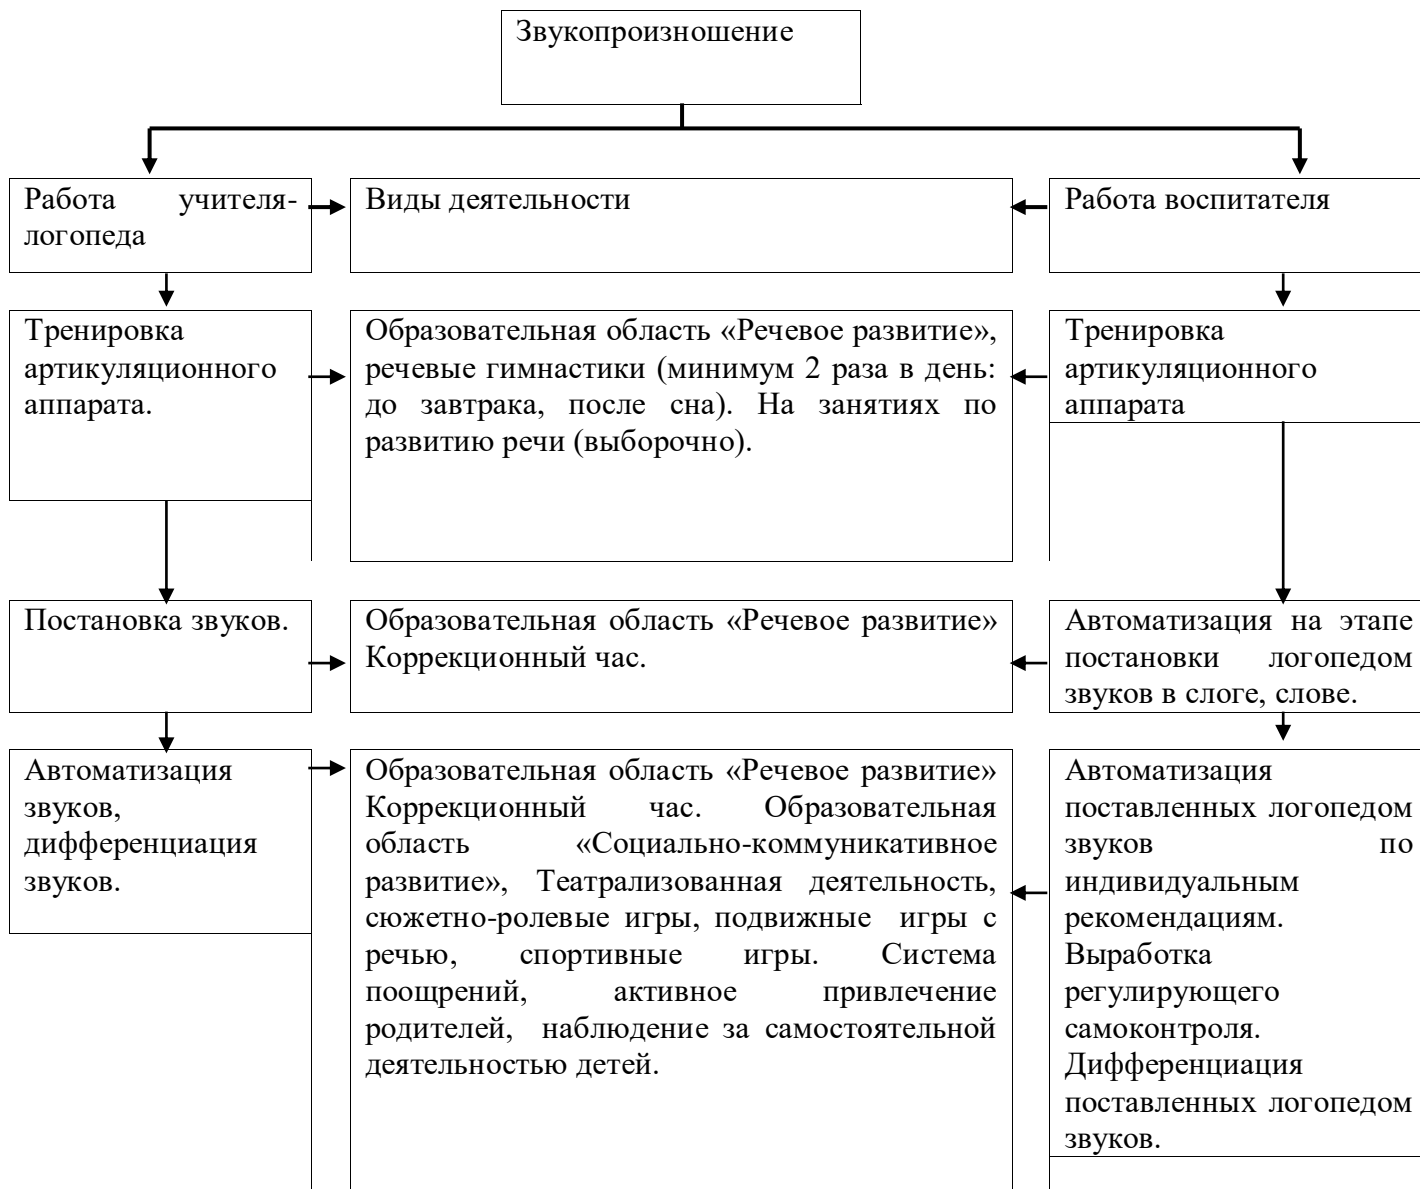 Звукопроизношение
Работа учителя-
логопеда
Виды деятельности
Работа воспитателя
Тренировка
артикуляционного
аппарата.
Образовательная область «Речевое развитие»,
речевые гимнастики (минимум 2 раза в день:
до завтрака, после сна). На занятиях по
развитию речи (выборочно).
Тренировка
артикуляционного
аппарата
Постановка звуков.
Образовательная область «Речевое развитие»
Коррекционный час.
Автоматизация на этапе
постановки логопедом
звуков в слоге, слове.
Автоматизация
звуков,
дифференциация
звуков.
Образовательная область «Речевое развитие»
Коррекционный час. Образовательная
область «Социально-коммуникативное
развитие», Театрализованная деятельность,
сюжетно-ролевые игры, подвижные игры с
речью, спортивные игры. Система
поощрений, активное привлечение
родителей, наблюдение за самостоятельной
деятельностью детей.
Автоматизация
поставленных логопедом
звуков по
индивидуальным
рекомендациям.
Выработка
регулирующего
самоконтроля.
Дифференциация
поставленных логопедом
звуков.